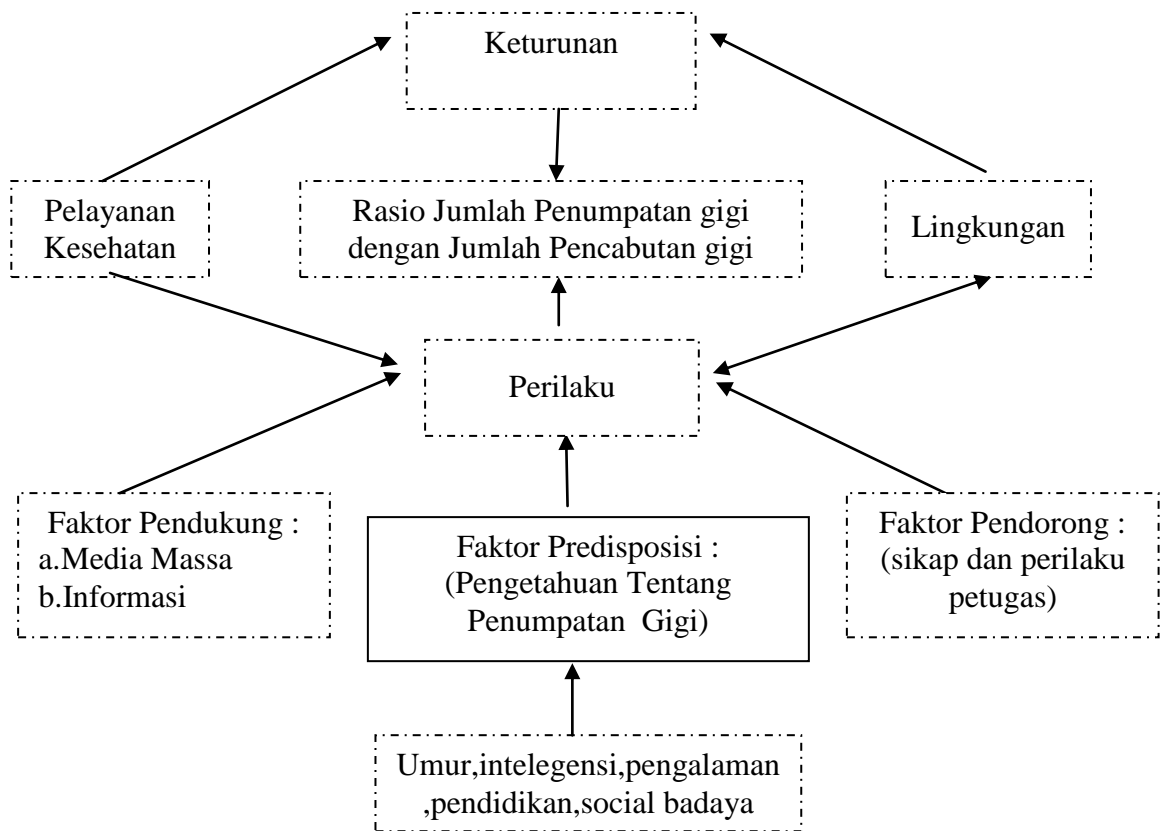 Keturunan
Pelayanan
Kesehatan
Rasio Jumlah Penumpatan gigi
dengan Jumlah Pencabutan gigi
Lingkungan
Perilaku
Faktor Pendukung :
a.Media Massa
b.Informasi
Faktor Predisposisi :
(Pengetahuan Tentang
Penumpatan Gigi)
Faktor Pendorong :
(sikap dan perilaku
petugas)
Umur,intelegensi,pengalaman
,pendidikan,social badaya